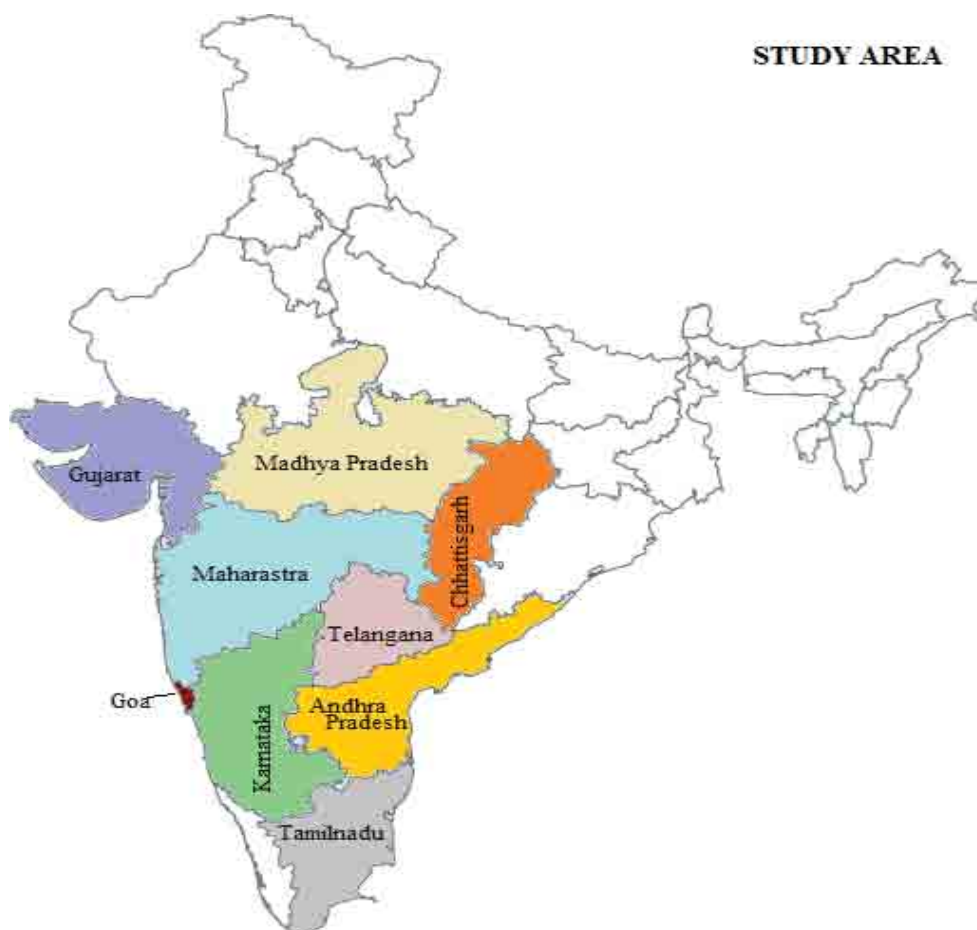 STUDY AREA
Madhya Pradesh
Gujarat
Chhattisgarh
Maharastra
Telangana
Goa
Andhra
Pradesh
Karnataka
Tamilnadu